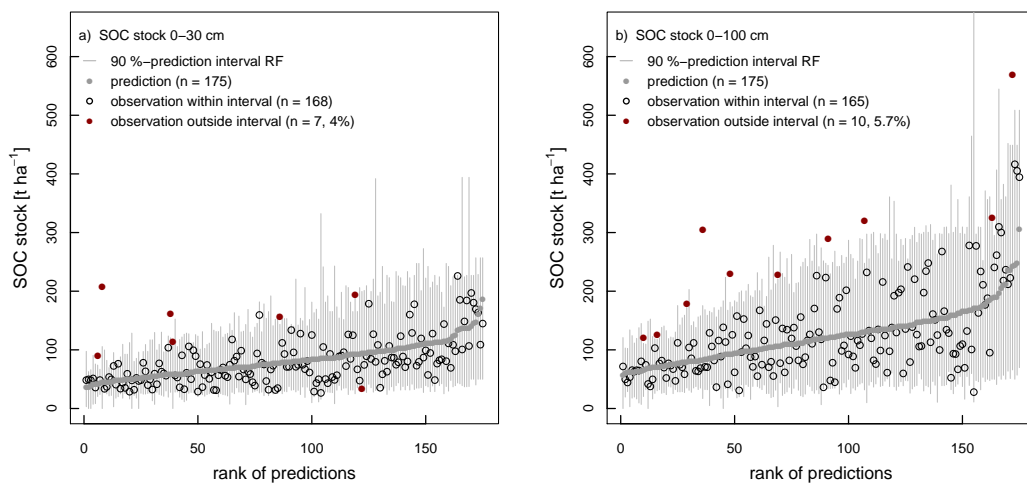 a) SOC stock 0−30 cm
90 %−prediction interval RF
prediction (n = 175)
observation within interval (n = 168)
observation outside interval (n = 7, 4%)
SOC stock [t ha−1]
600
500
400
300
200
100
0
0
50
100
150
rank of predictions
b) SOC stock 0−100 cm
90 %−prediction interval RF
prediction (n = 175)
observation within interval (n = 165)
observation outside interval (n = 10, 5.7%)
SOC stock [t ha−1]
600
500
400
300
200
100
0
0
50
100
150
rank of predictions